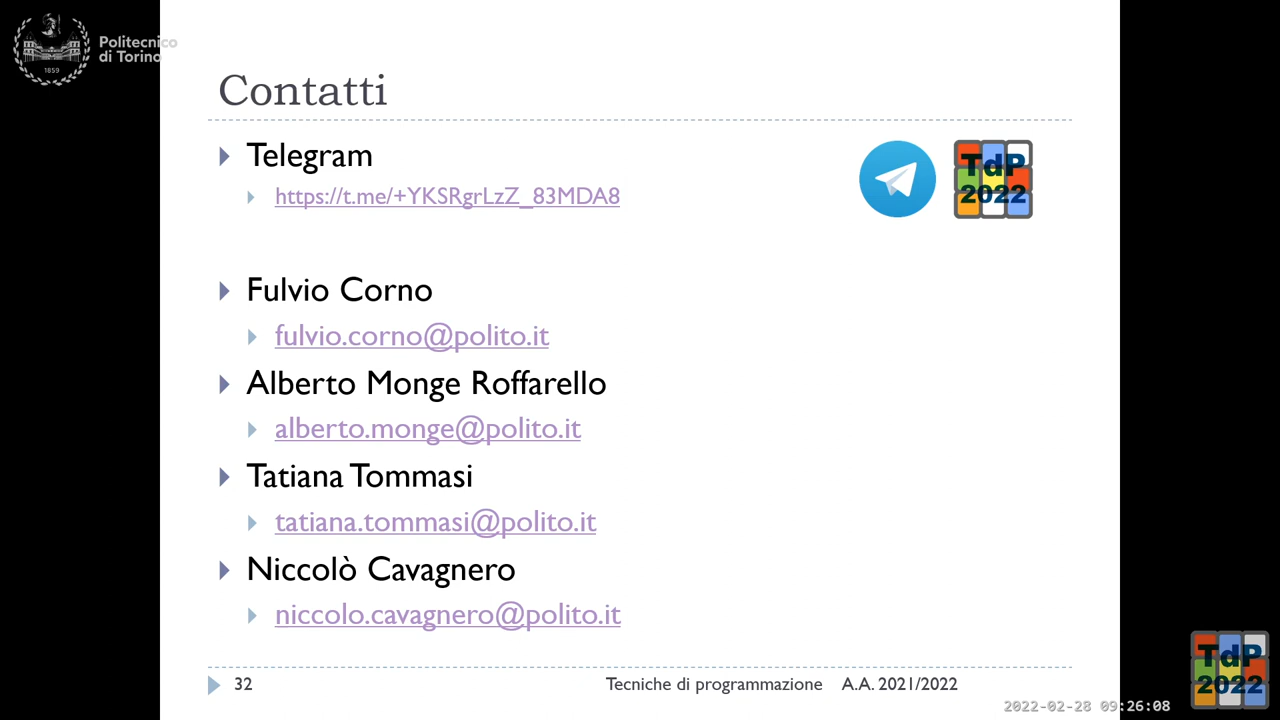 Politecnico
di Torino
1859
Contatti
Telegram
https://t.me/+YKSRgrLzZ_83MDA8
TdP
2022
Fulvio Corno
fulvio.corno@polito.it
Alberto Monge Roffarello
alberto.monge@polito.it
Tatiana Tommasi
tatiana.tommasi@polito.it
Niccolò Cavagnero
niccolo.cavagnero@polito.it
32
Tecniche di programmazione A.A. 2021/2022
TdP
2022
2022-02-28 09:26:08